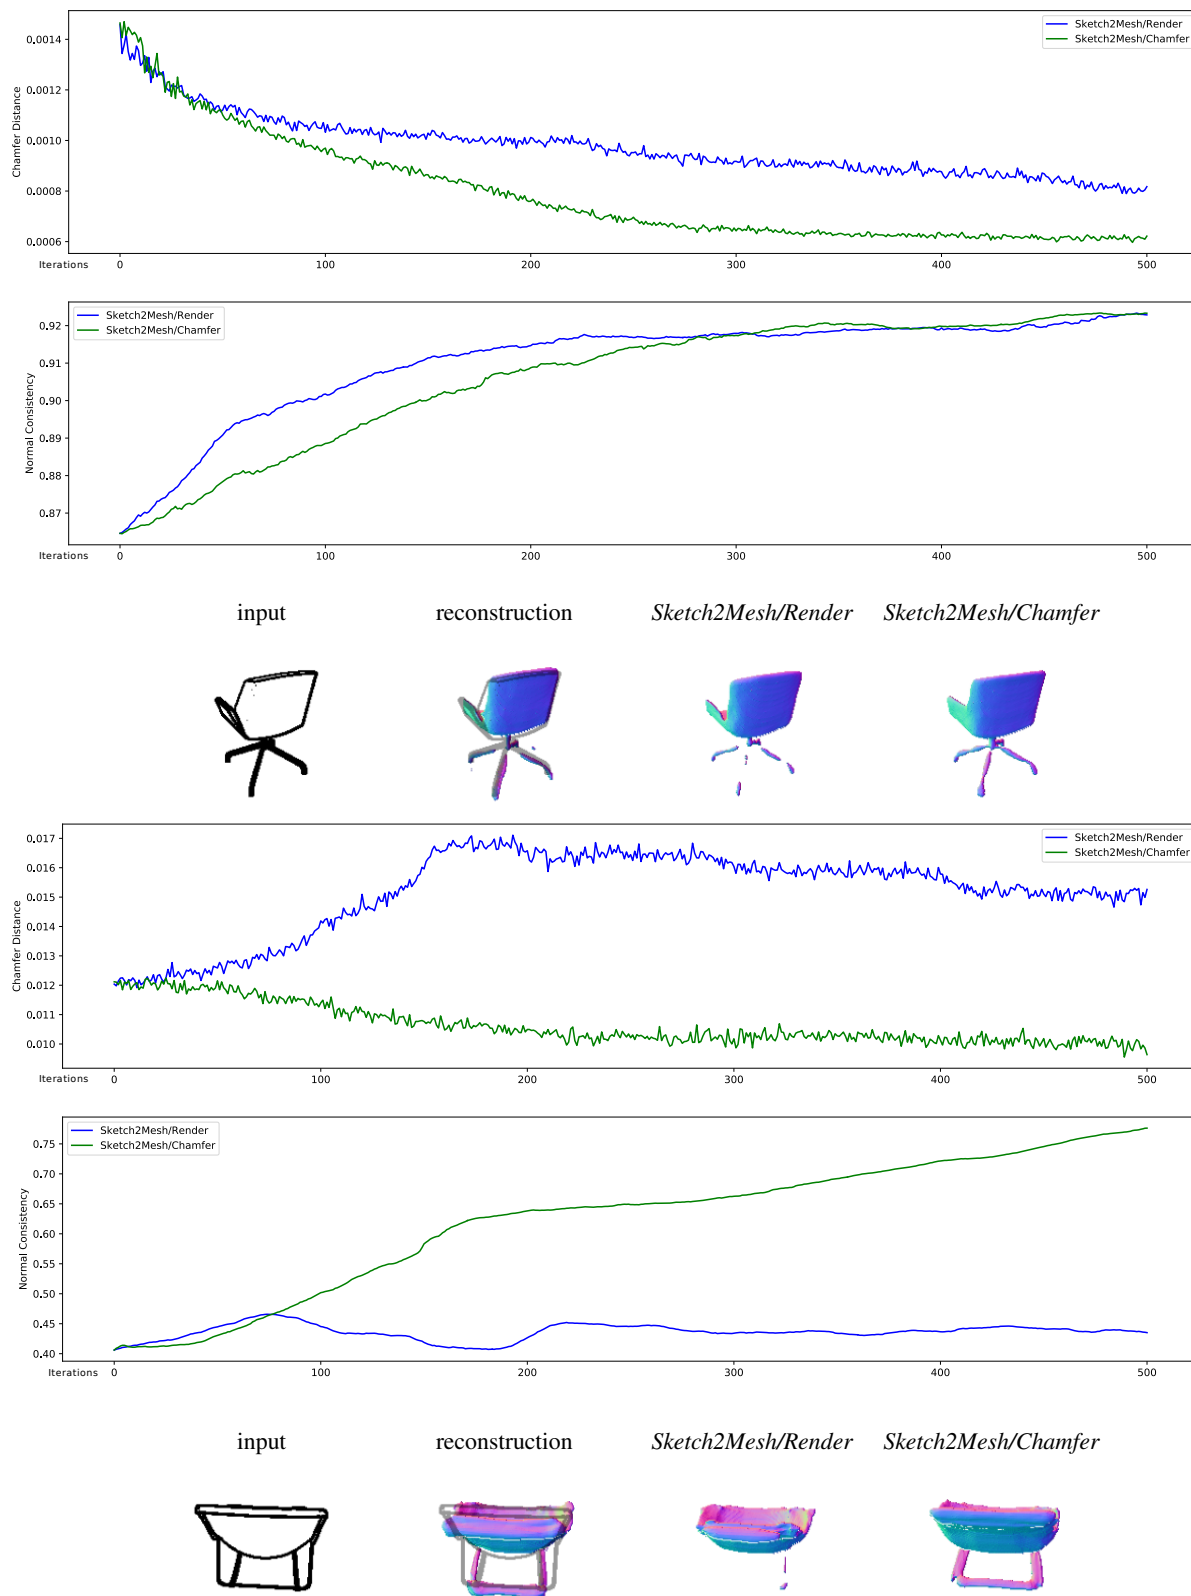 Sketch2Mesh/Render
Sketch2Mesh/Chamfer
Chamfer Distance
0.0014
0.0012
0.0010
0.0008
0.0006
Iterations 0 100 200 300 400 500
Sketch2Mesh/Render
Sketch2Mesh/Chamfer
Normal Consistency
0.92
0.91
0.90
0.89
0.88
0.87
Iterations 0 100 200 300 400 500
input reconstruction Sketch2Mesh/Render Sketch2Mesh/Chamfer
Sketch2Mesh/Render
Sketch2Mesh/Chamfer
Chamfer Distance
0.017
0.016
0.015
0.014
0.013
0.012
0.011
0.010
Iterations 0 100 200 300 400 500
Sketch2Mesh/Render
Sketch2Mesh/Chamfer
Normal Consistency
0.75
0.70
0.65
0.60
0.55
0.50
0.45
0.40
Iterations 0 100 200 300 400 500
input reconstruction Sketch2Mesh/Render Sketch2Mesh/Chamfer